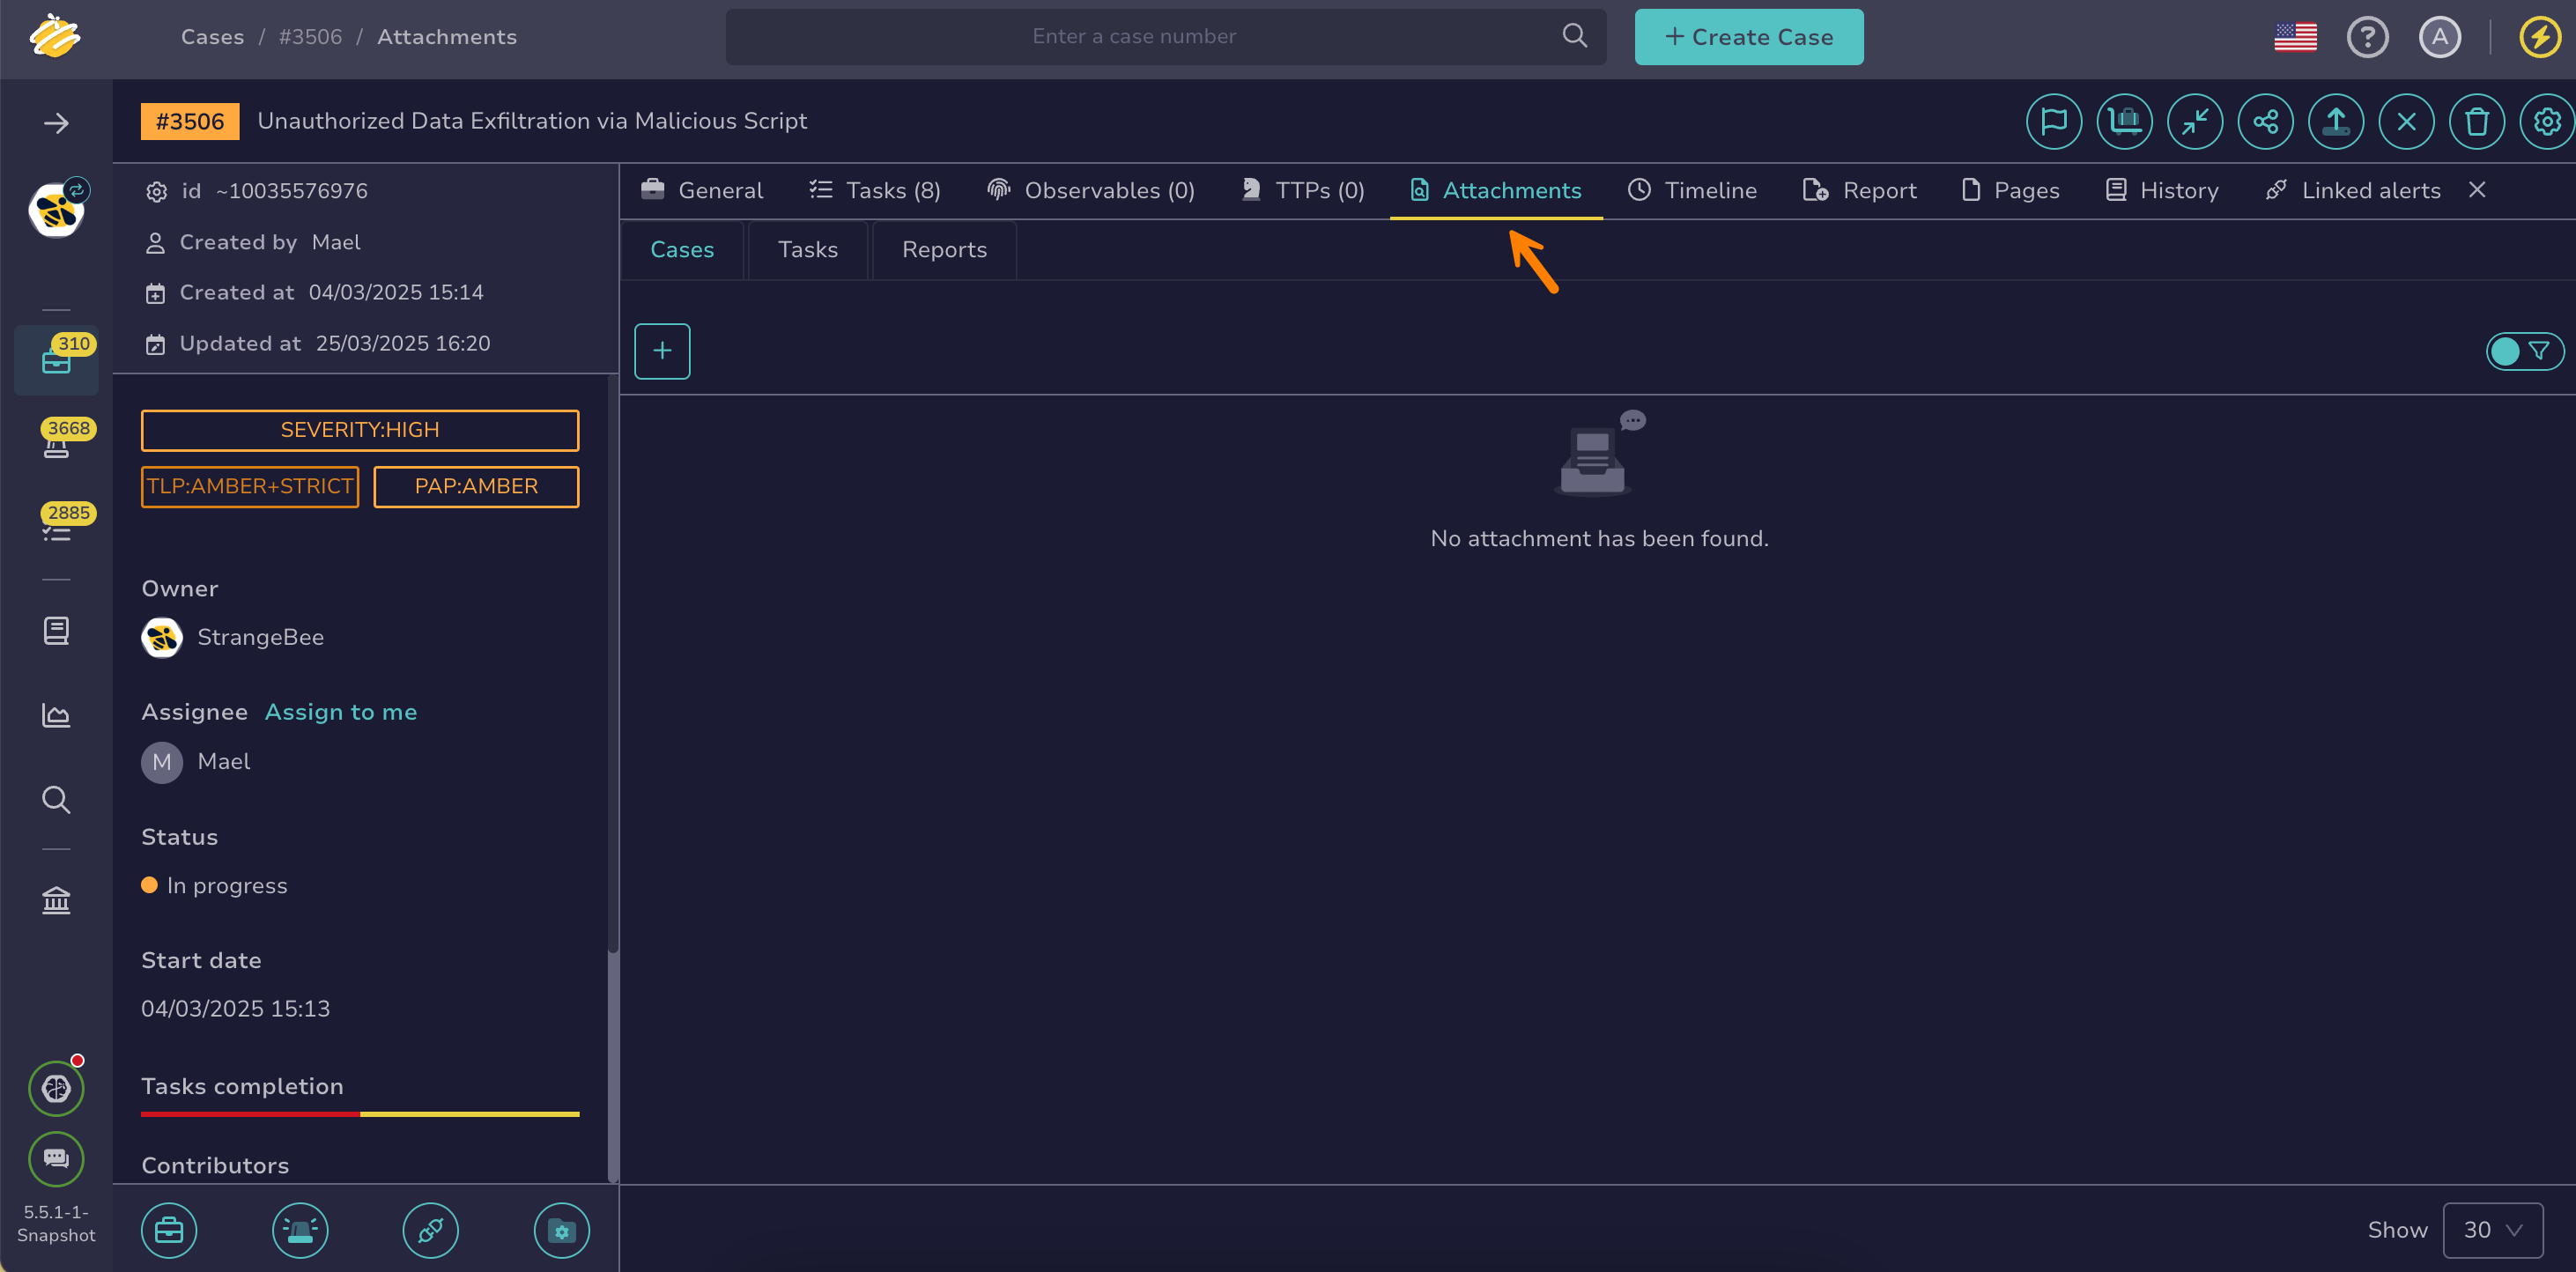 Cases / #3506 / Attachments
Enter a case number
+ Create Case
A
#3506 Unauthorized Data Exfiltration via Malicious Script
id ~10035576976
Created by Mael
Created at 04/03/2025 15:14
Updated at 25/03/2025 16:20
General Tasks (8) Observables (0) TTPs (0) Attachments Timeline Report Pages History Linked alerts
Cases Tasks Reports
310
3668
2885
SEVERITY:HIGH
TLP:AMBER+STRICT PAP:AMBER
No attachment has been found.
Owner
StrangeBee
Assignee Assign to me
M Mael
Status
In progress
Start date
04/03/2025 15:13
Tasks completion
Contributors
5.5.1-1-
Snapshot
Show 30